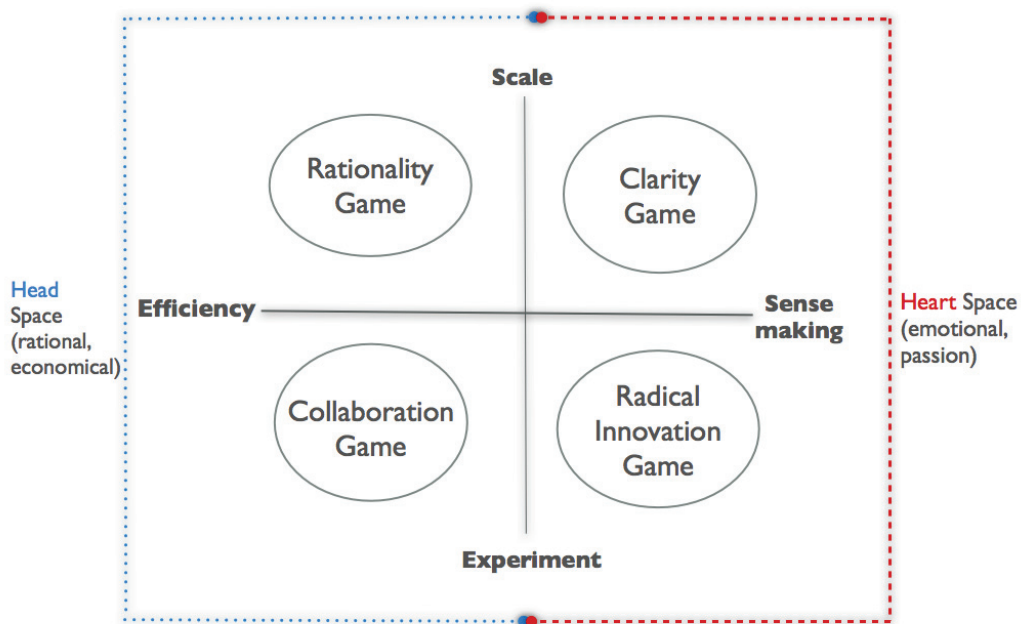 Scale
Rationality
Game
Clarity
Game
Head
Space
(rational,
economical)
Efficiency
Sense
making
Heart Space
(emotional,
passion)
Collaboration
Game
Radical
Innovation
Game
Experiment